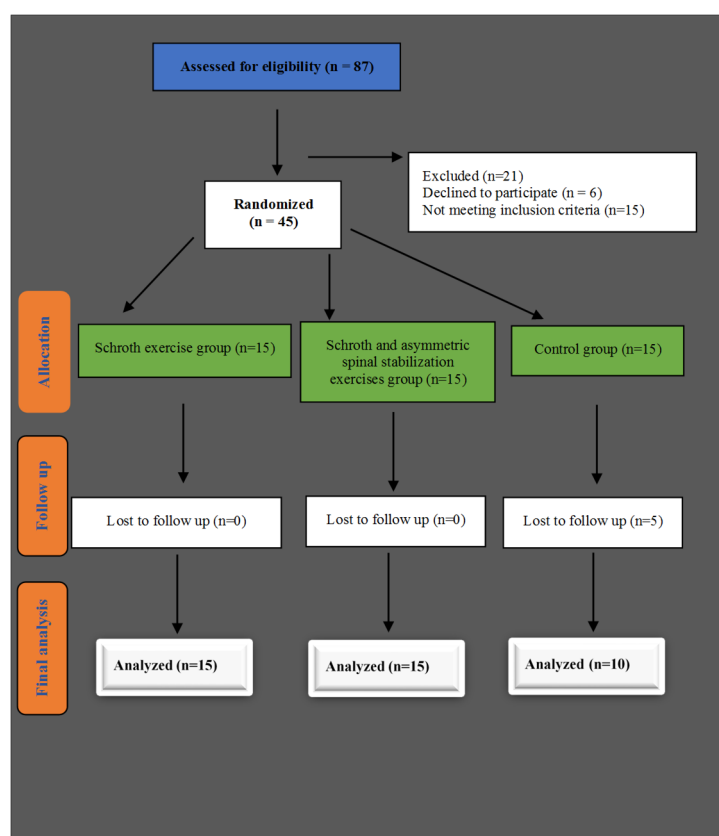 Assessed for eligibility (n = 87)
Excluded (n=21)
Declined to participate (n = 6)
Not meeting inclusion criteria (n=15)
Randomized
(n = 45)
Allocation
Schroth exercise group (n=15)
Schroth and asymmetric
spinal stabilization
exercises group (n=15)
Control group (n=15)
Follow up
Lost to follow up (n=0)
Lost to follow up (n=0)
Lost to follow up (n=5)
Final analysis
Analyzed (n=15)
Analyzed (n=15)
Analyzed (n=10)